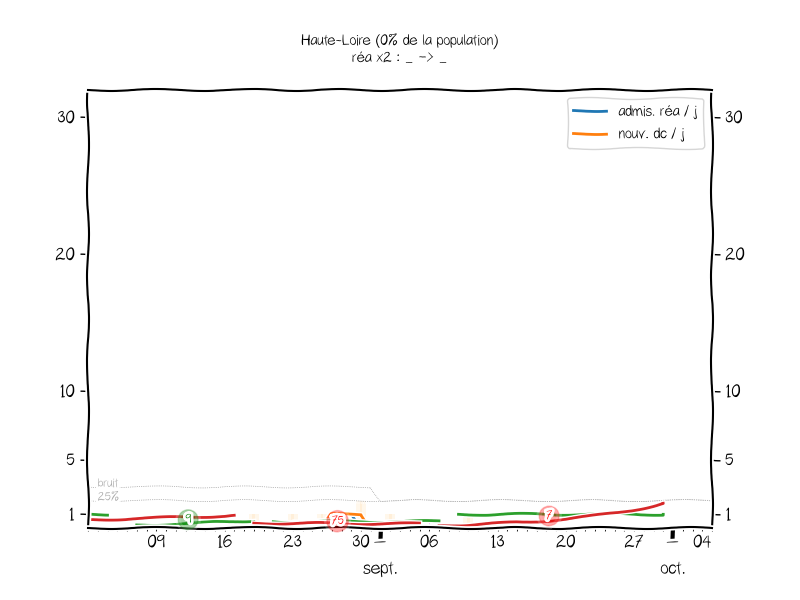 Haute-Loire (0% de la population)
réa x2 : _ -> _
admis. réa / j
nouv. dc / j
30 30
20 20
10 10
5 5
bruit
25%
1 9 75 7 1
09 16 23 30 06 13 20 27 04
sept. oct.